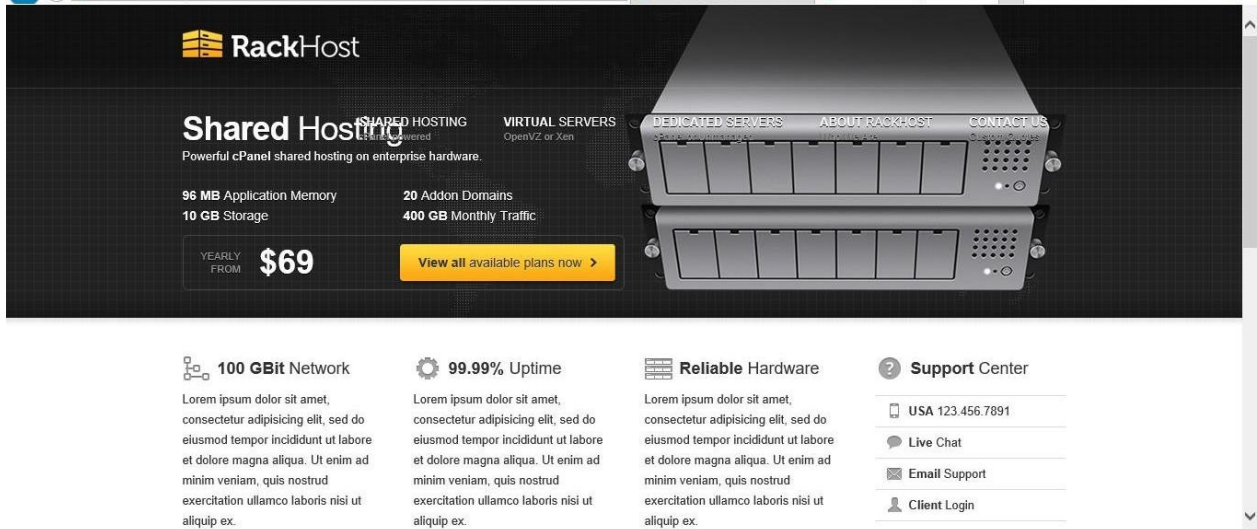 RackHost
SHARED HOSTING
VIRTUAL SERVERS
DEDICATED SERVERS
ABOUT RACKHOST
CONTACT US
powered
OpenVZ or Xen
Custom Quotes
Shared Hosting
Powerful cPanel shared hosting on enterprise hardware.
96 MB Application Memory
20 Addon Domains
10 GB Storage
400 GB Monthly Traffic
YEARLY
FROM
$69
View all available plans now
100 GBit Network
Lorem ipsum dolor sit amet,
consectetur adipisicing elit, sed do
eiusmod tempor incididunt ut labore
et dolore magna aliqua. Ut enim ad
minim veniam, quis nostrud
exercitation ullamco laboris nisi ut
aliquip ex.
99.99% Uptime
Lorem ipsum dolor sit amet,
consectetur adipisicing elit, sed do
eiusmod tempor incididunt ut labore
et dolore magna aliqua. Ut enim ad
minim veniam, quis nostrud
exercitation ullamco laboris nisi ut
aliquip ex.
Reliable Hardware
Lorem ipsum dolor sit amet,
consectetur adipisicing elit, sed do
eiusmod tempor incididunt ut labore
et dolore magna aliqua. Ut enim ad
minim veniam, quis nostrud
exercitation ullamco laboris nisi ut
aliquip ex.
Support Center
USA 123.456.7891
Live Chat
Email Support
Client Login